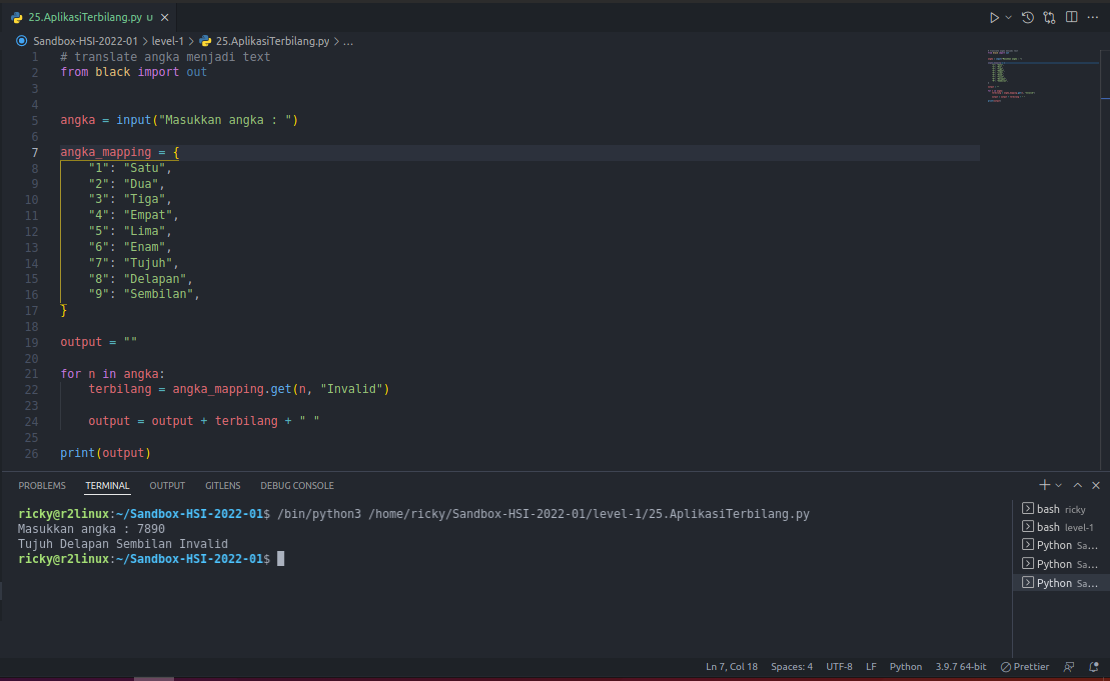 25.AplikasiTerbilang.py U
Sandbox-HSI-2022-01 > level-1 > 25.AplikasiTerbilang.py > ...
1 # translate angka menjadi text
2 from black import out
3
4
5 angka = input("Masukkan angka : ")
6
7 angka_mapping = {
8     "1": "Satu",
9     "2": "Dua",
10     "3": "Tiga",
11     "4": "Empat",
12     "5": "Lima",
13     "6": "Enam",
14     "7": "Tujuh",
15     "8": "Delapan",
16     "9": "Sembilan",
17 }
18
19 output = ""
20
21 for n in angka:
22     terbilang = angka_mapping.get(n, "Invalid")
23
24     output = output + terbilang + " "
25
26 print(output)
PROBLEMS TERMINAL OUTPUT GITLENS DEBUG CONSOLE
ricky@r2linux:~/Sandbox-HSI-2022-01$ /bin/python3 /home/ricky/Sandbox-HSI-2022-01/level-1/25.AplikasiTerbilang.py
Masukkan angka : 7890
Tujuh Delapan Sembilan Invalid
ricky@r2linux:~/Sandbox-HSI-2022-01$
bash ricky
bash level-1
Python Sa...
Python Sa...
Python Sa...
Ln 7, Col 18 Spaces: 4 UTF-8 LF Python 3.9.7 64-bit Prettier